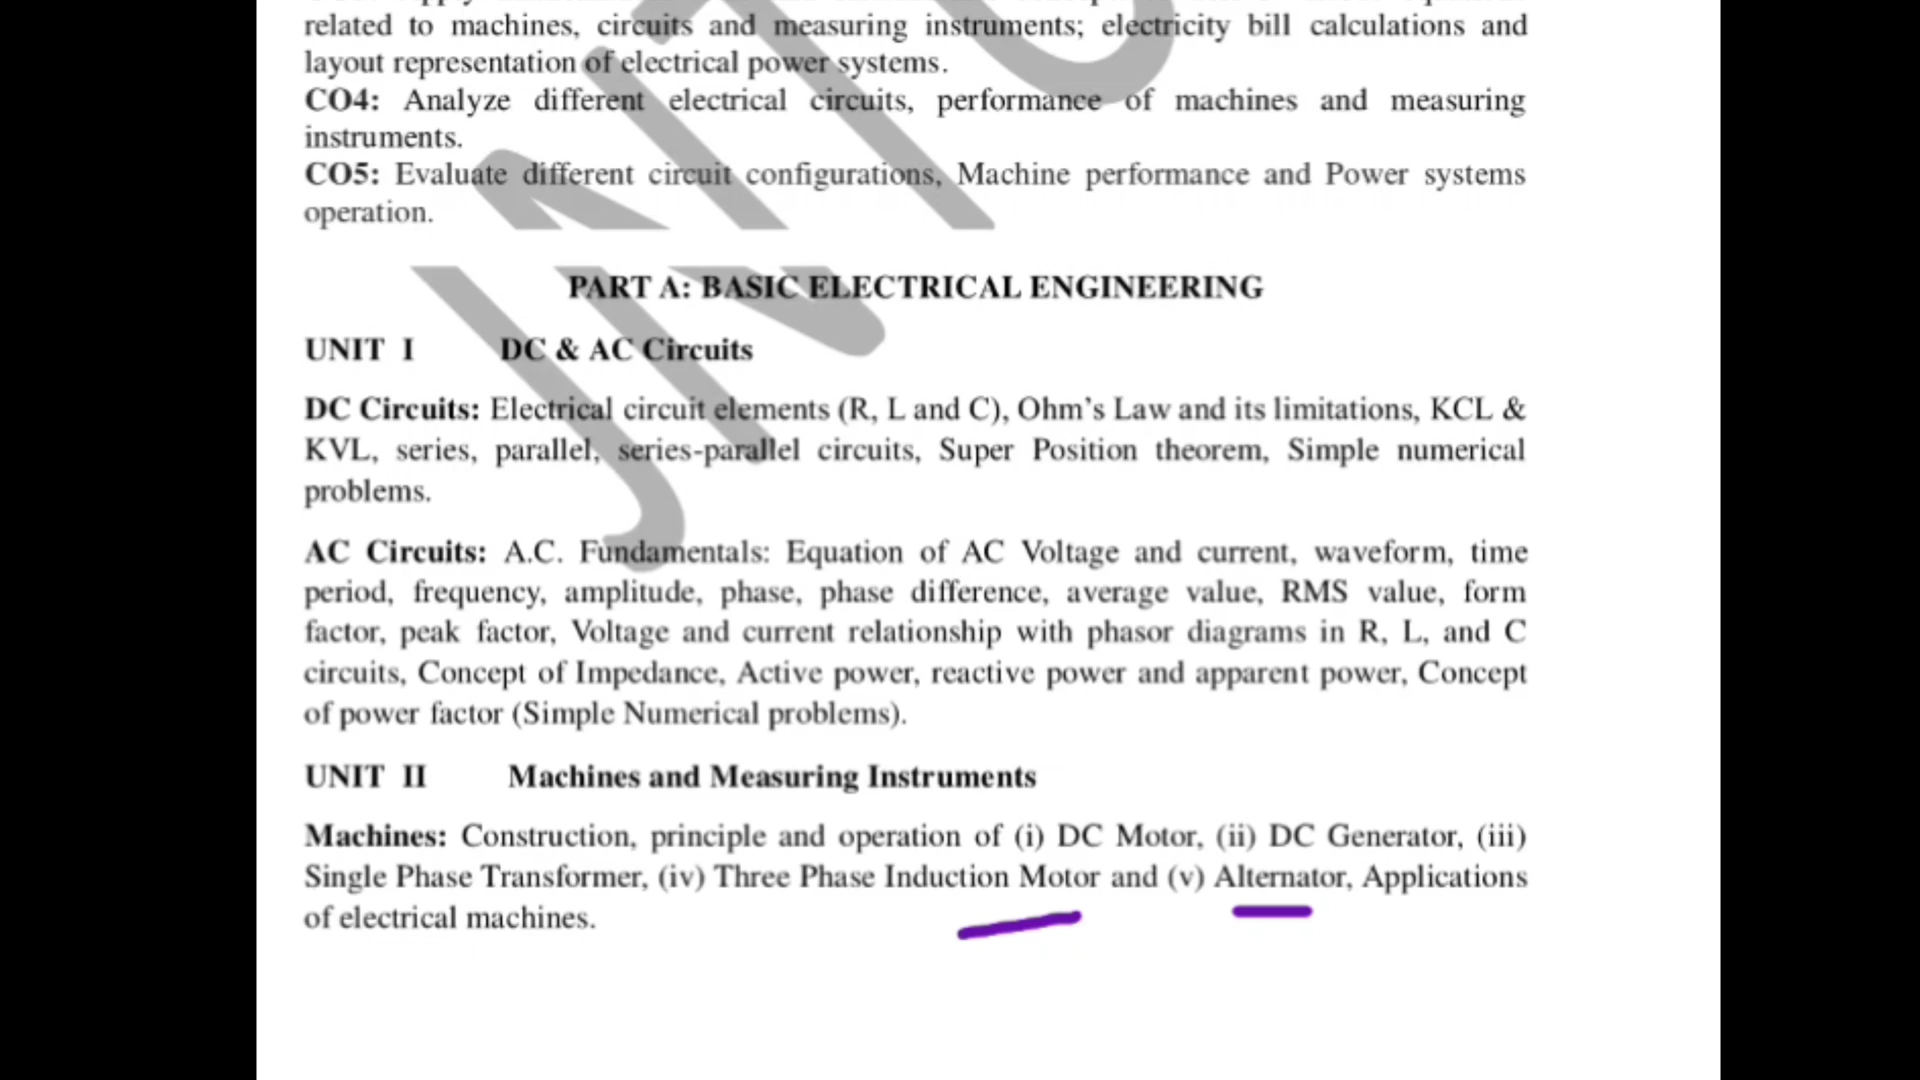 related to machines, circuits and measuring instruments; electricity bill calculations and
layout representation of electrical power systems.
CO4: Analyze different electrical circuits, performance of machines and measuring
instruments.
CO5: Evaluate different circuit configurations, Machine performance and Power systems
operation.
PART A: BASIC ELECTRICAL ENGINEERING
UNIT I DC & AC Circuits
DC Circuits: Electrical circuit elements (R, L and C), Ohm's Law and its limitations, KCL &
KVL, series, parallel, series-parallel circuits, Super Position theorem, Simple numerical
problems.
AC Circuits: A.C. Fundamentals: Equation of AC Voltage and current, waveform, time
period, frequency, amplitude, phase, phase difference, average value, RMS value, form
factor, peak factor, Voltage and current relationship with phasor diagrams in R, L, and C
circuits, Concept of Impedance, Active power, reactive power and apparent power, Concept
of power factor (Simple Numerical problems).
UNIT II Machines and Measuring Instruments
Machines: Construction, principle and operation of (i) DC Motor, (ii) DC Generator, (iii)
Single Phase Transformer, (iv) Three Phase Induction Motor and (v) Alternator, Applications
of electrical machines.